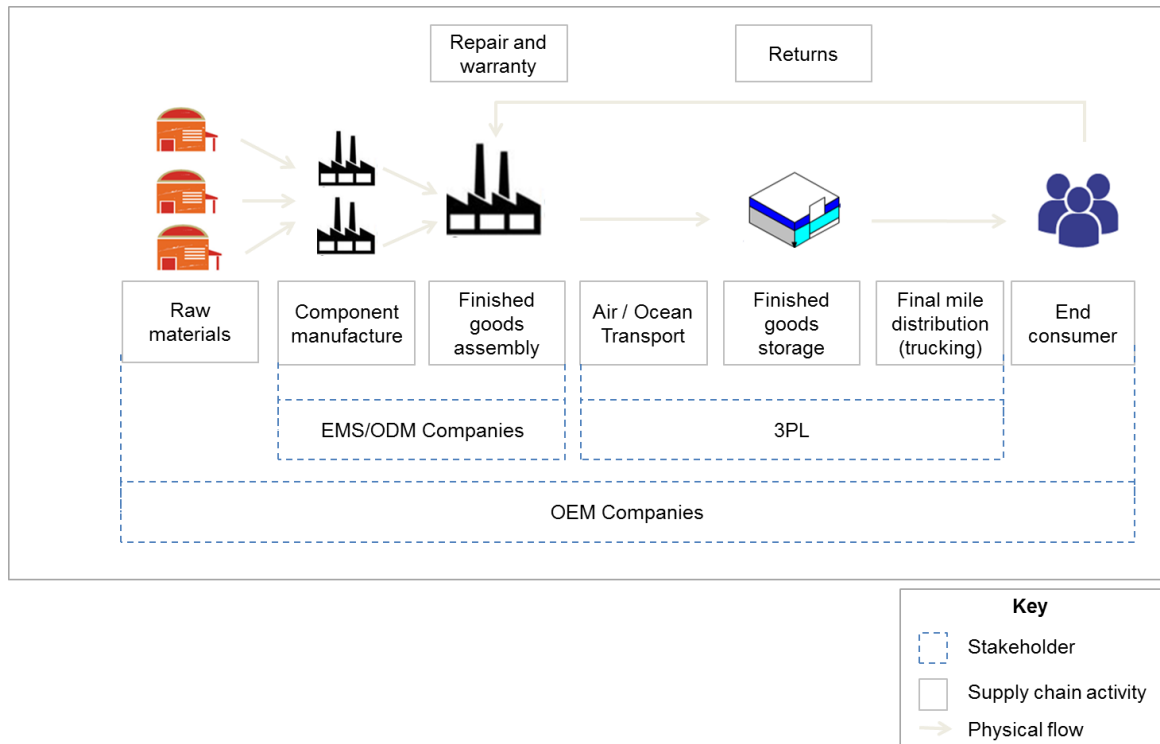 Repair and
warranty
Returns
Raw
materials
Component
manufacture
Finished
goods
assembly
Air / Ocean
Transport
Finished
goods
storage
Final mile
distribution
(trucking)
End
consumer
EMS/ODM Companies
3PL
OEM Companies
Key
Stakeholder
Supply chain activity
Physical flow